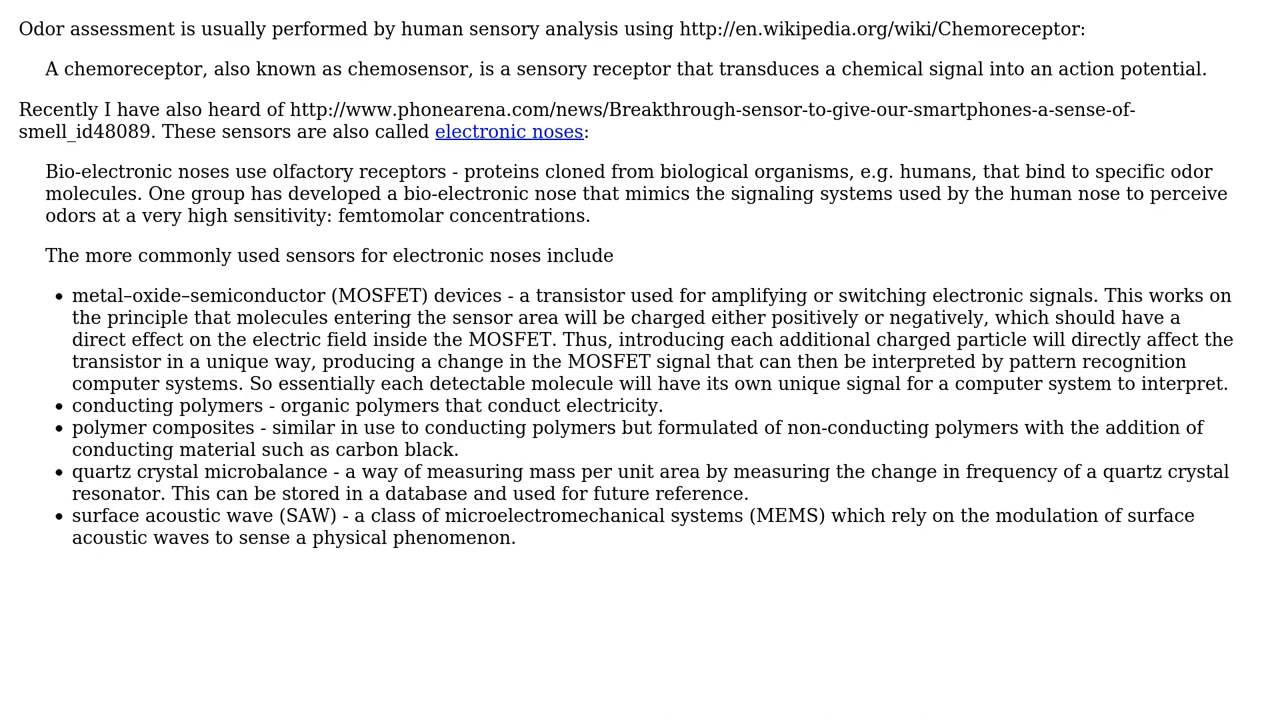 Odor assessment is usually performed by human sensory analysis using http://en.wikipedia.org/wiki/Chemoreceptor:
A chemoreceptor, also known as chemosensor, is a sensory receptor that transduces a chemical signal into an action potential.
Recently I have also heard of http://www.phonearena.com/news/Breakthrough-sensor-to-give-our-smartphones-a-sense-of-
smell_id48089. These sensors are also called electronic noses:
Bio-electronic noses use olfactory receptors - proteins cloned from biological organisms, e.g. humans, that bind to specific odor
molecules. One group has developed a bio-electronic nose that mimics the signaling systems used by the human nose to perceive
odors at a very high sensitivity: femtomolar concentrations.
The more commonly used sensors for electronic noses include
• metal–oxide–semiconductor (MOSFET) devices - a transistor used for amplifying or switching electronic signals. This works on
the principle that molecules entering the sensor area will be charged either positively or negatively, which should have a
direct effect on the electric field inside the MOSFET. Thus, introducing each additional charged particle will directly affect the
transistor in a unique way, producing a change in the MOSFET signal that can then be interpreted by pattern recognition
computer systems. So essentially each detectable molecule will have its own unique signal for a computer system to interpret.
• conducting polymers - organic polymers that conduct electricity.
• polymer composites - similar in use to conducting polymers but formulated of non-conducting polymers with the addition of
conducting material such as carbon black.
• quartz crystal microbalance - a way of measuring mass per unit area by measuring the change in frequency of a quartz crystal
resonator. This can be stored in a database and used for future reference.
• surface acoustic wave (SAW) - a class of microelectromechanical systems (MEMS) which rely on the modulation of surface
acoustic waves to sense a physical phenomenon.